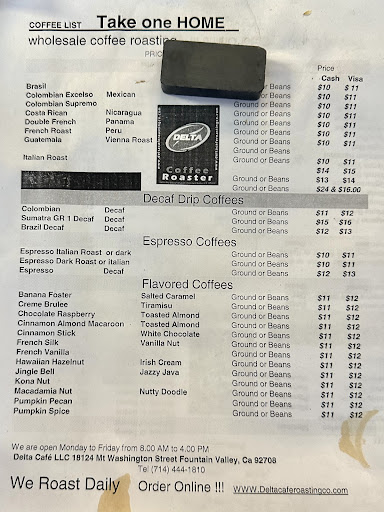 COFFEE LIST Take one HOME
wholesale coffee roasting
Price
Cash Visa
Brasil $10 $11
Colombian Excelso Mexican Ground or Beans $10 $11
Colombian Supremo Ground or Beans $10 $11
Costa Rican Nicaragua Ground or Beans $10 $11
Double French Panama Ground or Beans $10 $11
French Roast Peru Ground or Beans $10 $11
Guatemala Vienna Roast Ground or Beans $10 $11
Ground or Beans
Italian Roast Ground or Beans $10 $11
$14 $15
Ground or Beans $13 $14
Ground or Beans $24 & $16.00
DELTA
Coffee
Roaster
Decaf Drip Coffees
Colombian Decaf Ground or Beans $11 $12
Sumatra GR 1 Decaf Decaf Ground or Beans $15 $16
Brazil Decaf Decaf Ground or Beans $12 $13
Espresso Coffees
Espresso Italian Roast or dark Ground or Beans $10 $11
Espresso Dark Roast or italian Ground or Beans $10 $11
Espresso Decaf Ground or Beans $12 $13
Flavored Coffees
Banana Foster Salted Caramel Ground or Beans $11 $12
Creme Brulee Tiramisu Ground or Beans $11 $12
Chocolate Raspberry Toasted Almond Ground or Beans $11 $12
Cinnamon Almond Macaroon Toasted Almond Ground or Beans $11 $12
Cinnamon Stick White Chocolate Ground or Beans $11 $12
French Silk Vanilla Nut Ground or Beans $11 $12
French Vanilla Ground or Beans $11 $12
Hawaiian Hazelnut Irish Cream Ground or Beans $11 $12
Jingle Bell Jazzy Java Ground or Beans $11 $12
Kona Nut Ground or Beans $11 $12
Macadamia Nut Nutty Doodle Ground or Beans $11 $12
Pumpkin Pecan Ground or Beans $11 $12
Pumpkin Spice Ground or Beans $11 $12
We are open Monday to Friday from 8.00 AM to 4.00 PM
Delta Café LLC 18124 Mt Washington Street Fountain Valley, Ca 92708
Tel (714) 444-1810
We Roast Daily Order Online !!! WWW.Deltacaferoastingco.com